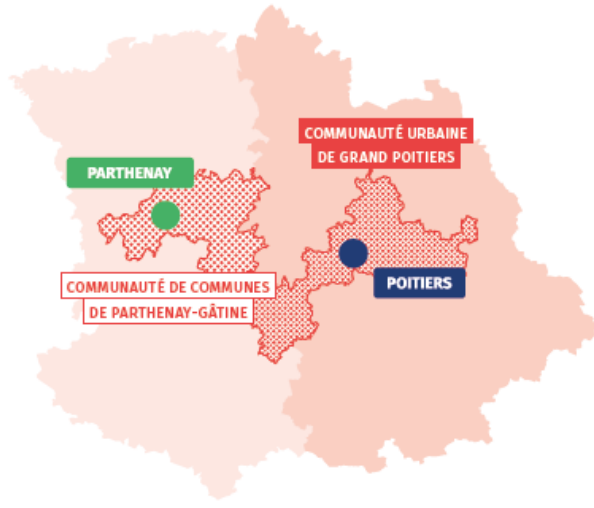 COMMUNAUTÉ URBAINE
DE GRAND POITIERS
PARTHENAY
POITIERS
COMMUNAUTÉ DE COMMUNES
DE PARTHENAY-GÂTINE